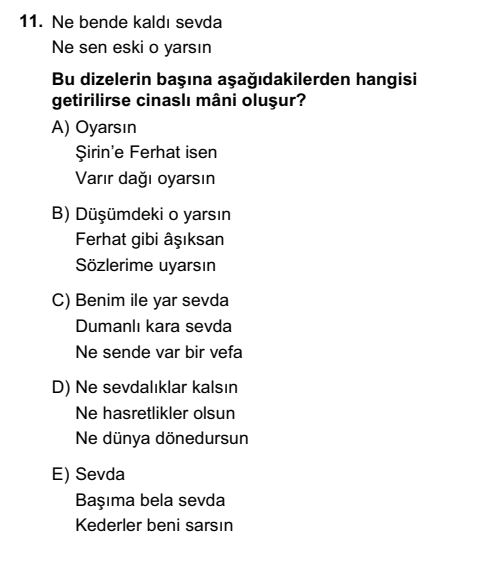 11. Ne bende kaldı sevda
Ne sen eski o yarsın
Bu dizelerin başına aşağıdakilerden hangisi
getirilirse cinaslı mâni oluşur?
A) Oyarsın
Şirin’e Ferhat isen
Varır dağı oyarsın
B) Düşümdeki o yarsın
Ferhat gibi âşıksan
Sözlerime uyarsın
C) Benim ile yar sevda
Dumanlı kara sevda
Ne sende var bir vefa
D) Ne sevdalıklar kalsın
Ne hasretlikler olsun
Ne dünya dönedursun
E) Sevda
Başıma bela sevda
Kederler beni sarsın